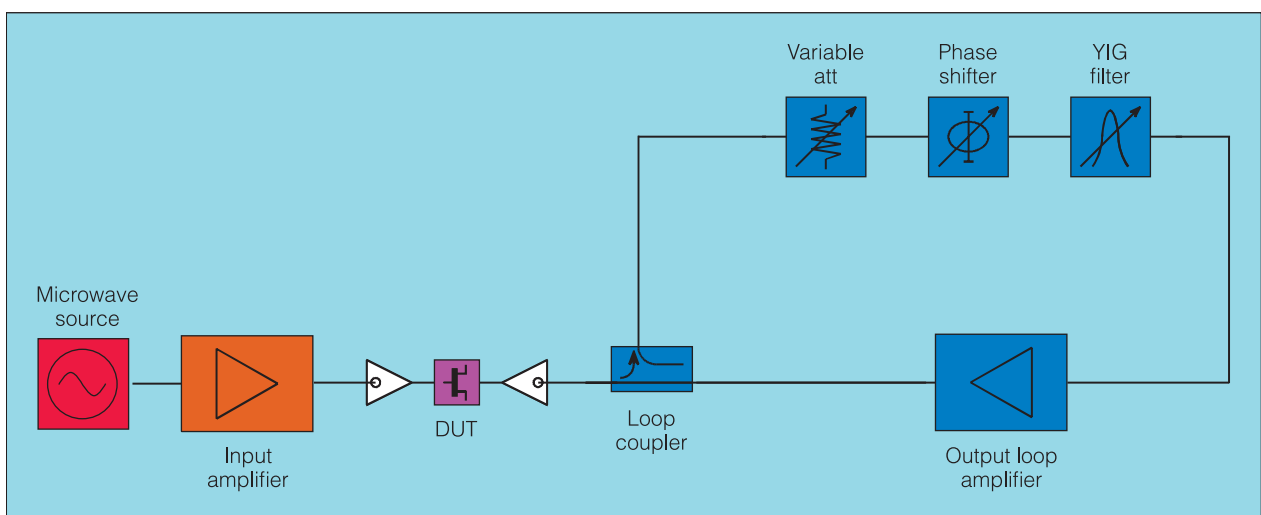 Variable
att
Phase
shifter
YIG
filter
Microwave
source
Input
amplifier
DUT
Loop
coupler
Output loop
amplifier